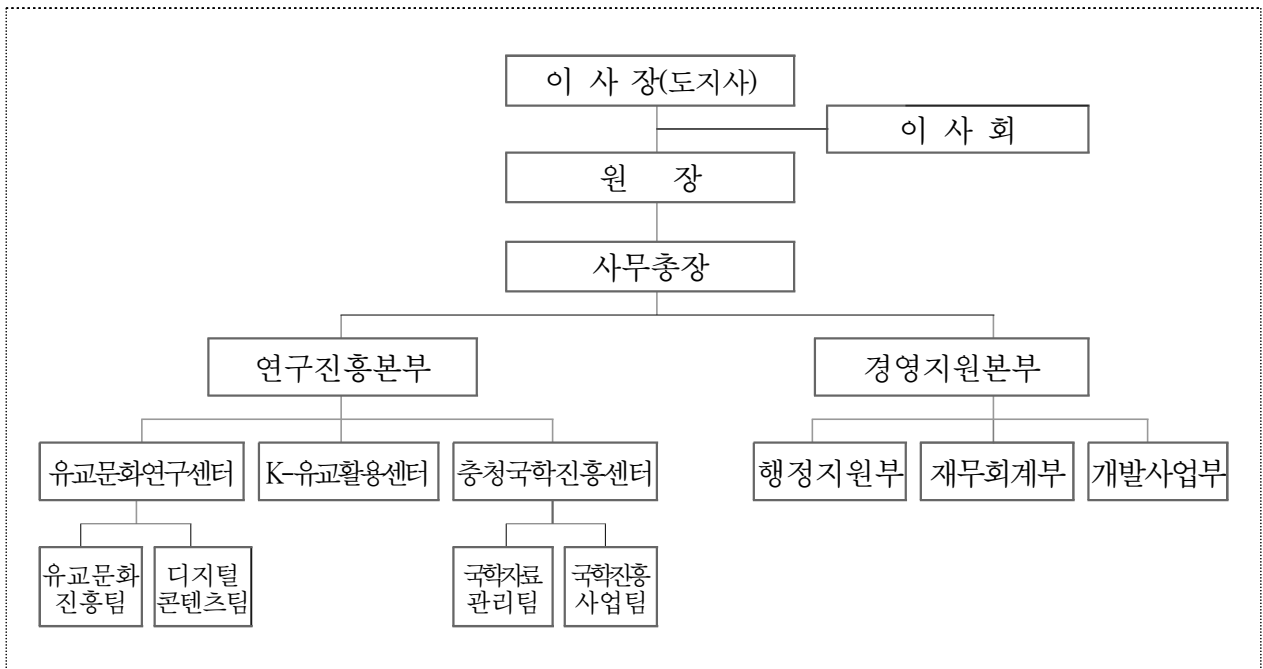 이 사 장(도지사)
이 사 회
원 장
사무총장
연구진흥본부
경영지원본부
유교문화연구센터
K-유교활용센터
충청국학진흥센터
행정지원부
재무회계부
개발사업부
유교문화
진흥팀
디지털
콘텐츠팀
국학자료
관리팀
국학진흥
사업팀